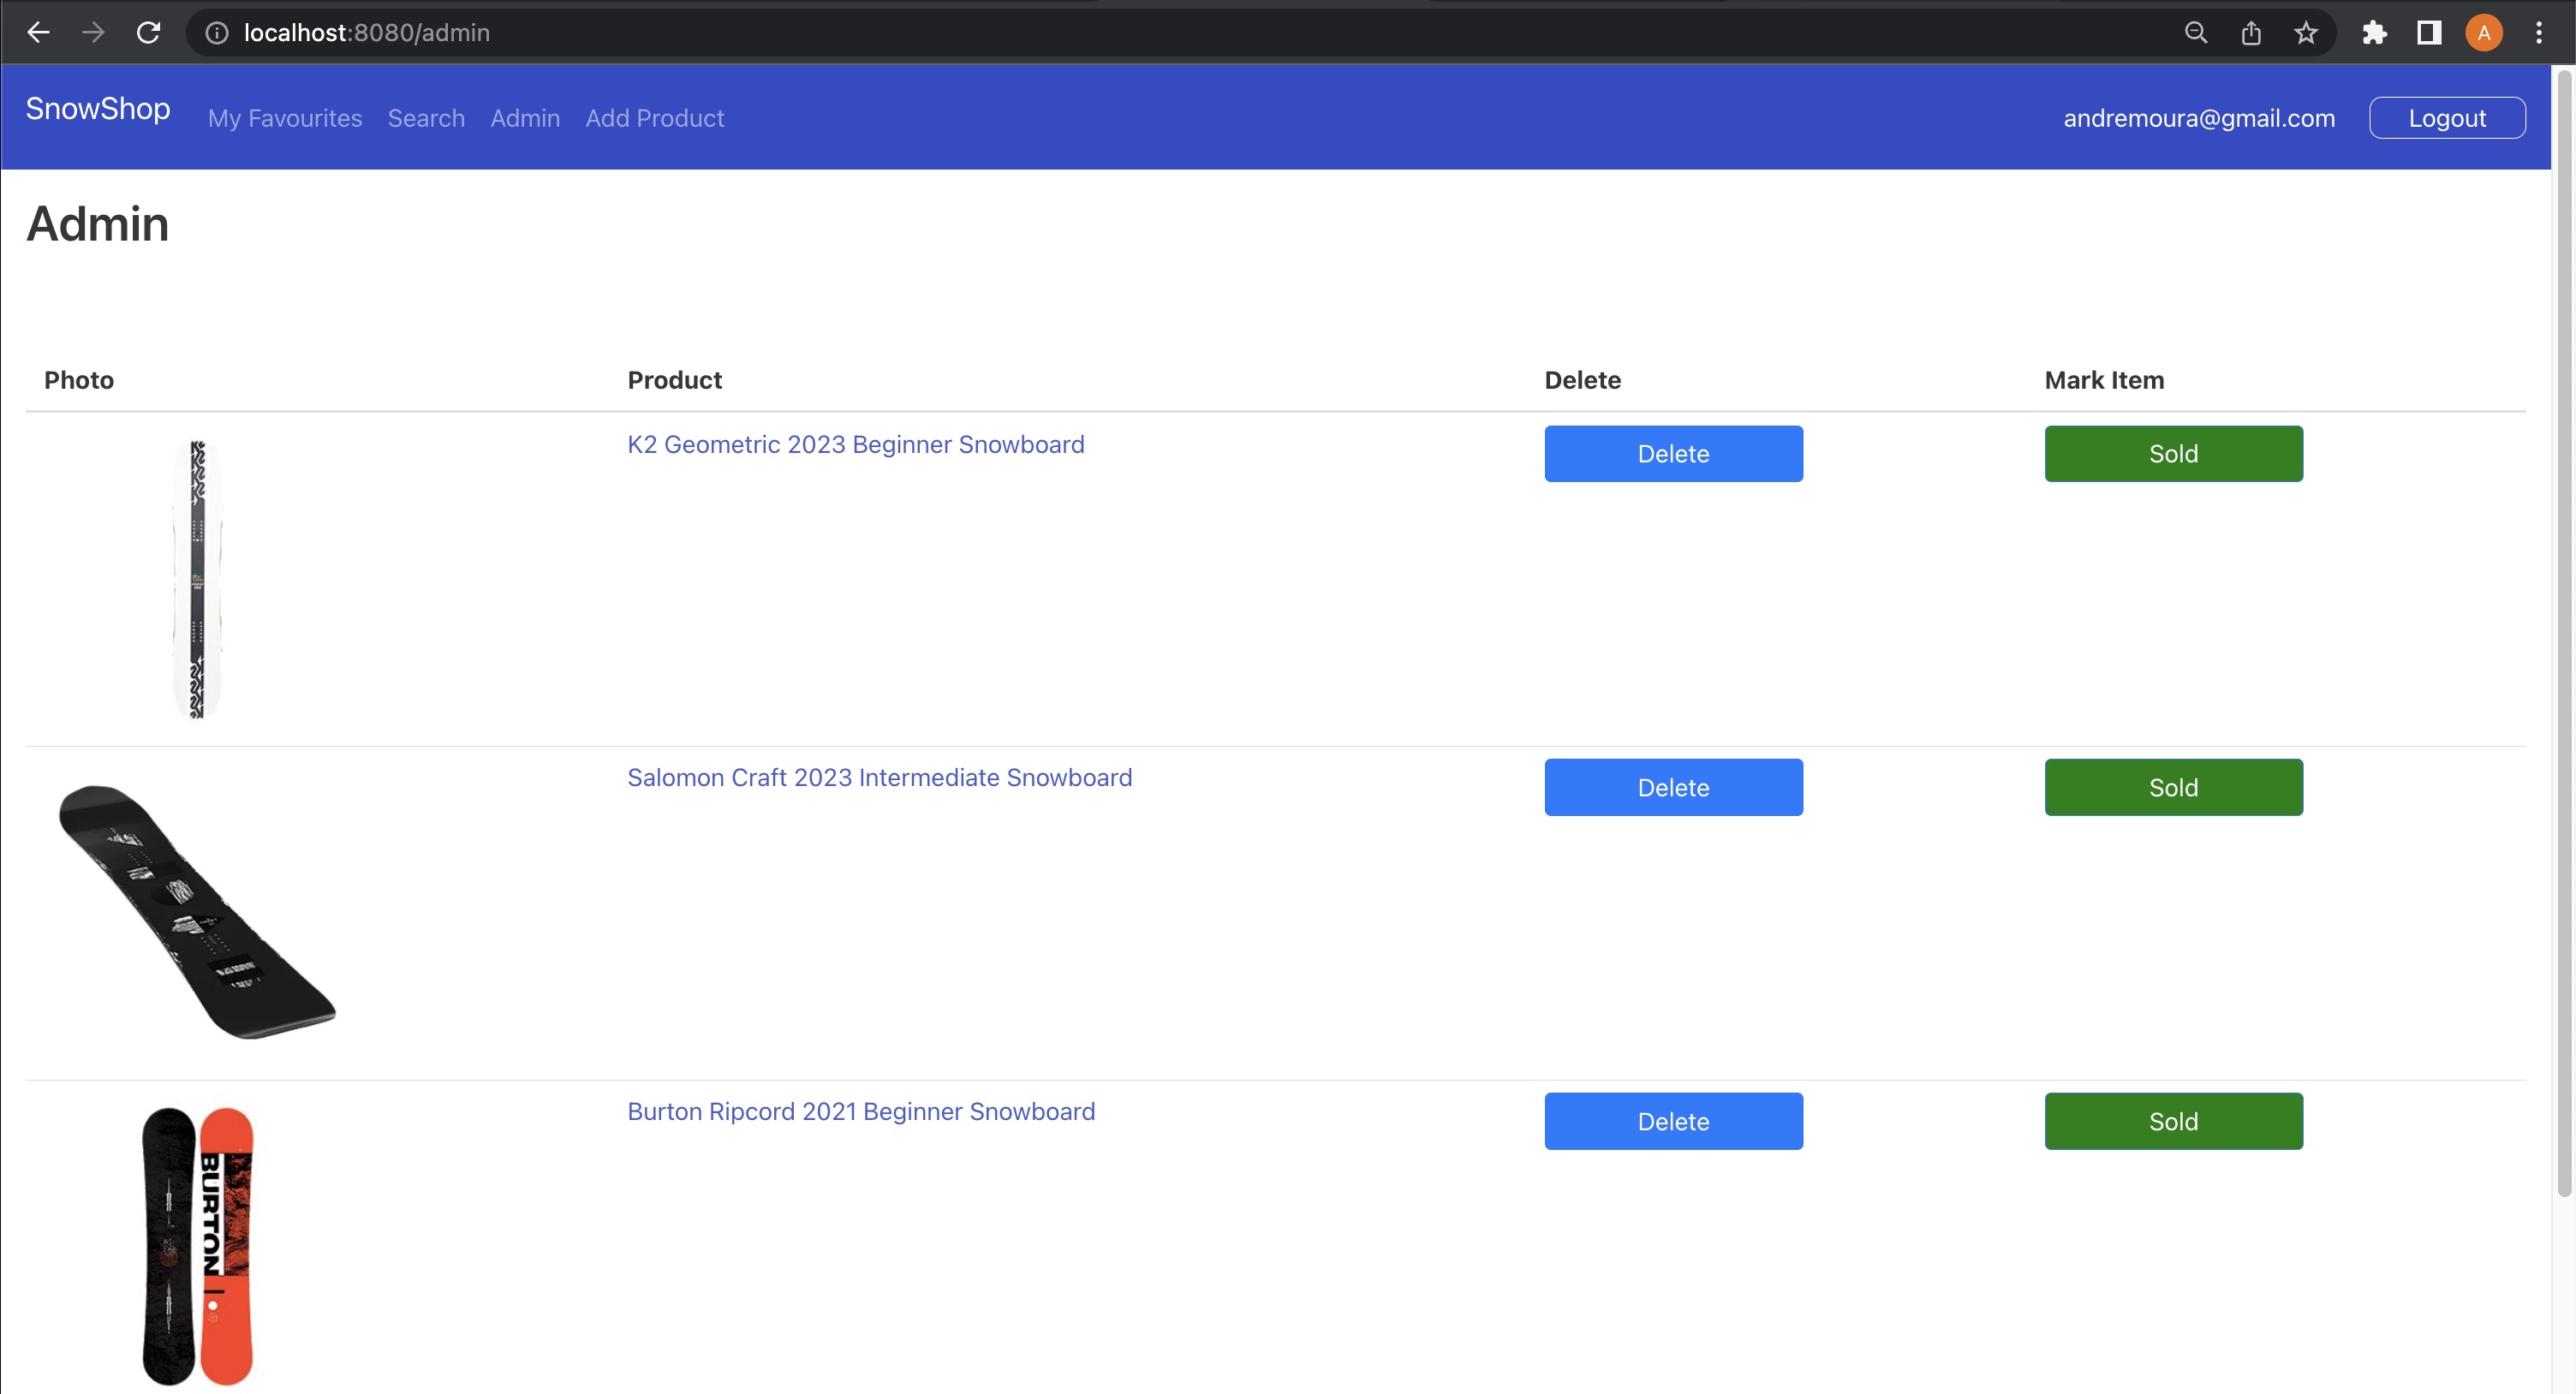 localhost:8080/admin
A
SnowShop
My Favourites Search Admin Add Product
andremoura@gmail.com Logout
Admin
Photo Product Delete Mark Item
K2 Geometric 2023 Beginner Snowboard Delete Sold
Salomon Craft 2023 Intermediate Snowboard Delete Sold
Burton Ripcord 2021 Beginner Snowboard Delete Sold
BURTON